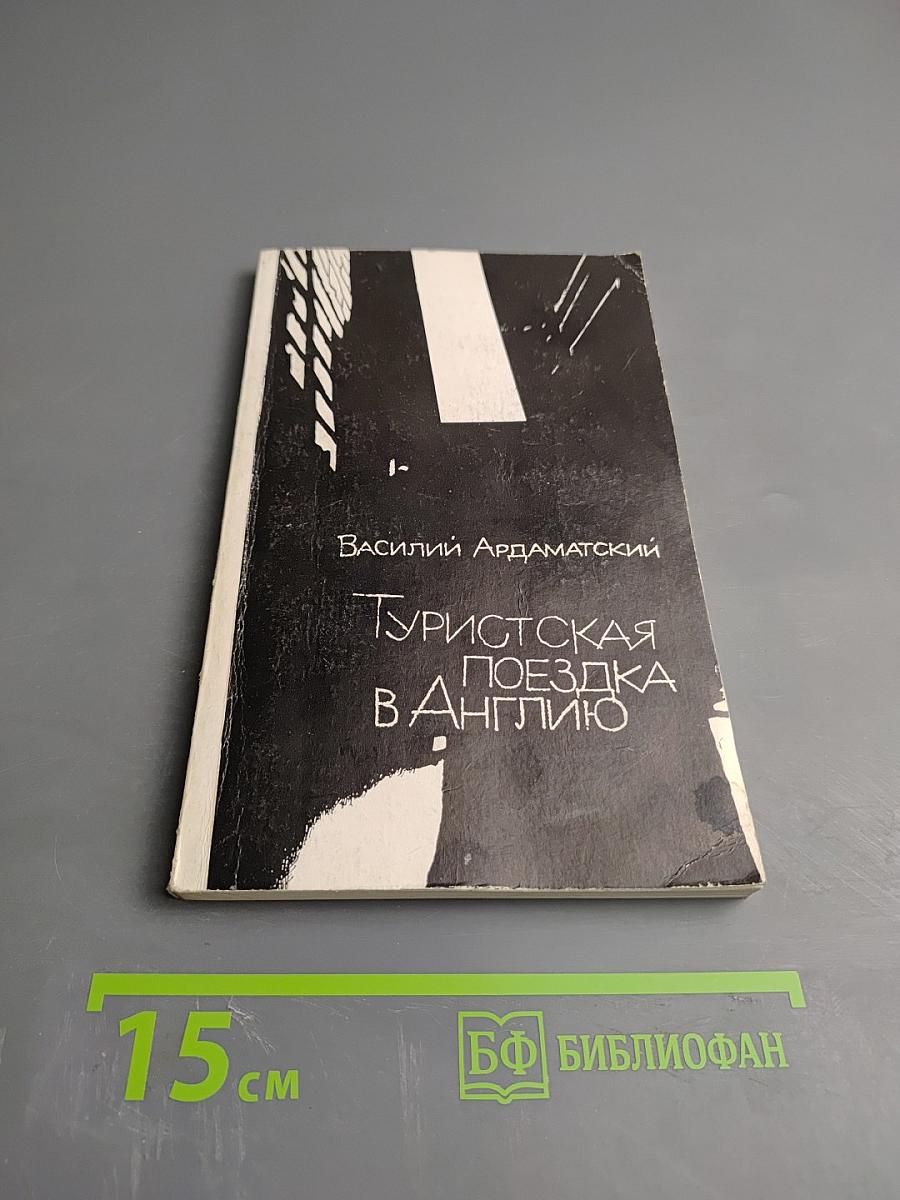 Василий Ардаматский
Туристская
поездка
в Англию
15 см
БФ БИБЛИОФАН